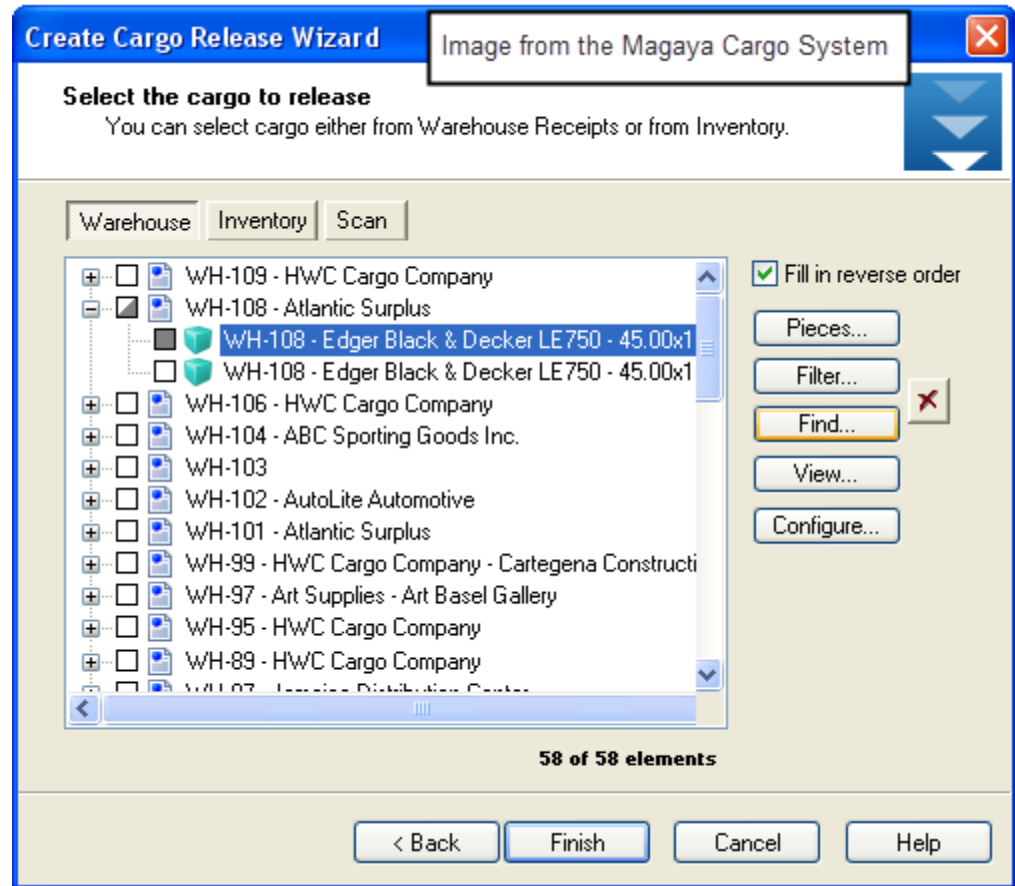 Create Cargo Release Wizard
Image from the Magaya Cargo System
Select the cargo to release
You can select cargo either from Warehouse Receipts or from Inventory.
Warehouse Inventory Scan
WH-109 - HWC Cargo Company
Fill in reverse order
WH-108 - Atlantic Surplus
WH-108 - Edger Black & Decker LE750 - 45.00x1
Pieces...
WH-108 - Edger Black & Decker LE750 - 45.00x1
Filter...
WH-106 - HWC Cargo Company
Find...
WH-104 - ABC Sporting Goods Inc.
WH-103
View...
WH-102 - AutoLite Automotive
WH-101 - Atlantic Surplus
Configure...
WH-99 - HWC Cargo Company - Cartegena Constructi
WH-97 - Art Supplies - Art Basel Gallery
WH-95 - HWC Cargo Company
WH-89 - HWC Cargo Company
58 of 58 elements
< Back Finish Cancel Help